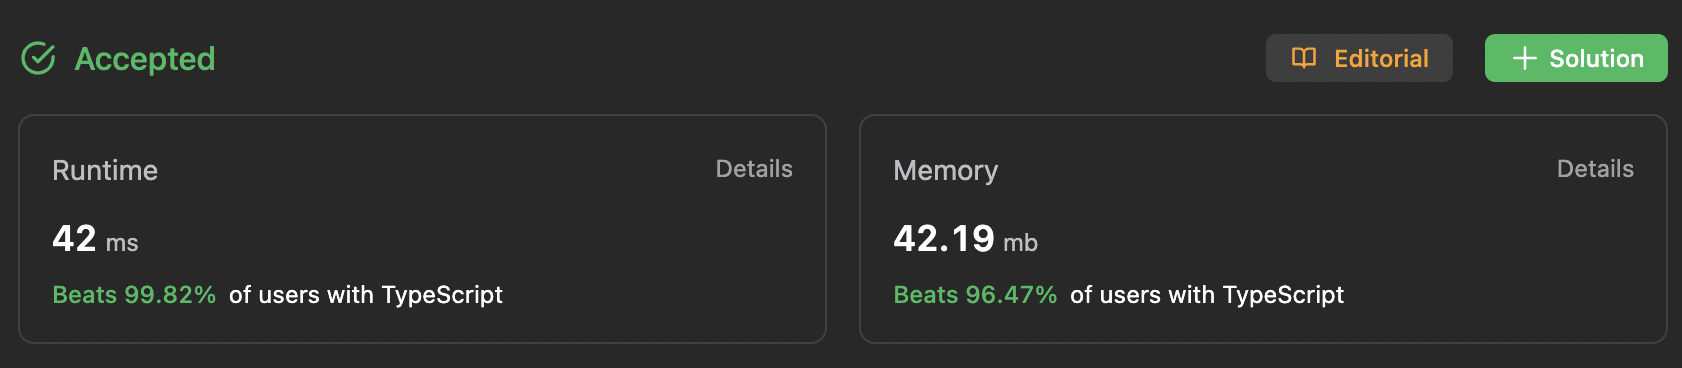 Accepted
Editorial
+ Solution
Runtime
Details
42 ms
Beats 99.82% of users with TypeScript
Memory
Details
42.19 mb
Beats 96.47% of users with TypeScript